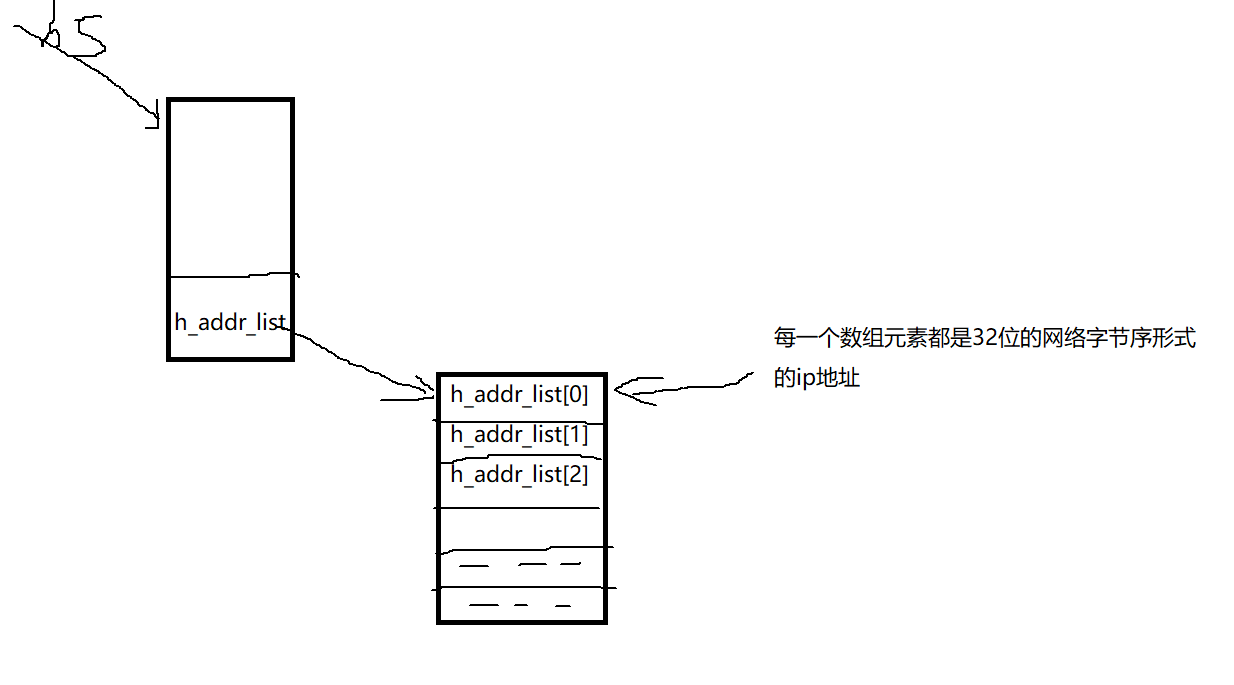 hs
h_addr_list
h_addr_list[0]
h_addr_list[1]
h_addr_list[2]
每一个数组元素都是32位的网络字节序形式
的ip地址